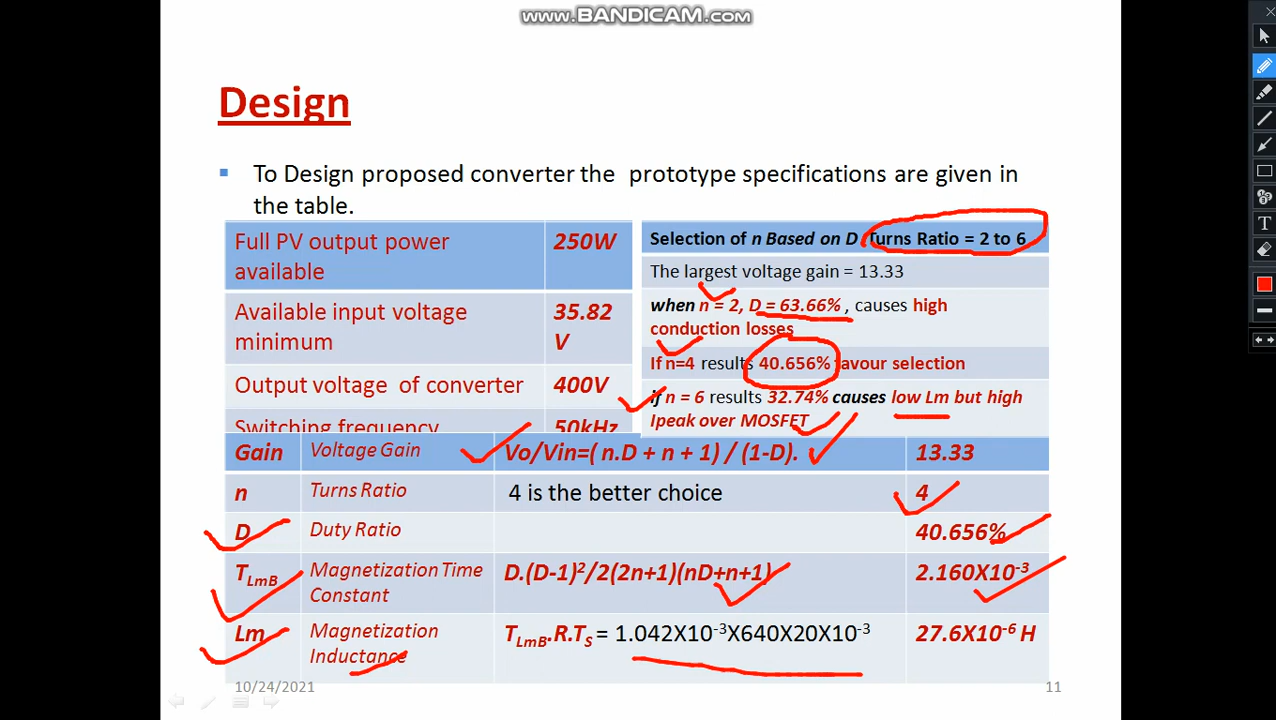 www.BANDICAM.com
Design
To Design proposed converter the prototype specifications are given in
the table.
Full PV output power
available
250W
Available input voltage
minimum
35.82
V
Output voltage of converter
400V
Switching frequency
50kHz
Selection of n Based on D Turns Ratio = 2 to 6
The largest voltage gain = 13.33
when n = 2, D = 63.66% , causes high
conduction losses
If n=4 results 40.656% favour selection
if n = 6 results 32.74% causes low Lm but high
Ipeak over MOSFET
Gain
Voltage Gain
Vo/Vin=( n.D + n + 1) / (1-D).
13.33
n
Turns Ratio
4 is the better choice
4
D
Duty Ratio
40.656%
TLmB
Magnetization Time
Constant
D.(D-1)²/2(2n+1)(nD+n+1)
2.160X10⁻³
Lm
Magnetization
Inductance
TLmB.R.TS = 1.042X10⁻³X640X20X10⁻³
27.6X10⁻⁶ H
10/24/2021
11